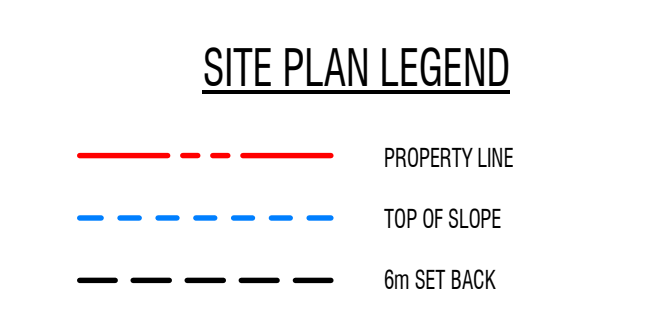 SITE PLAN LEGEND
PROPERTY LINE
TOP OF SLOPE
6m SET BACK